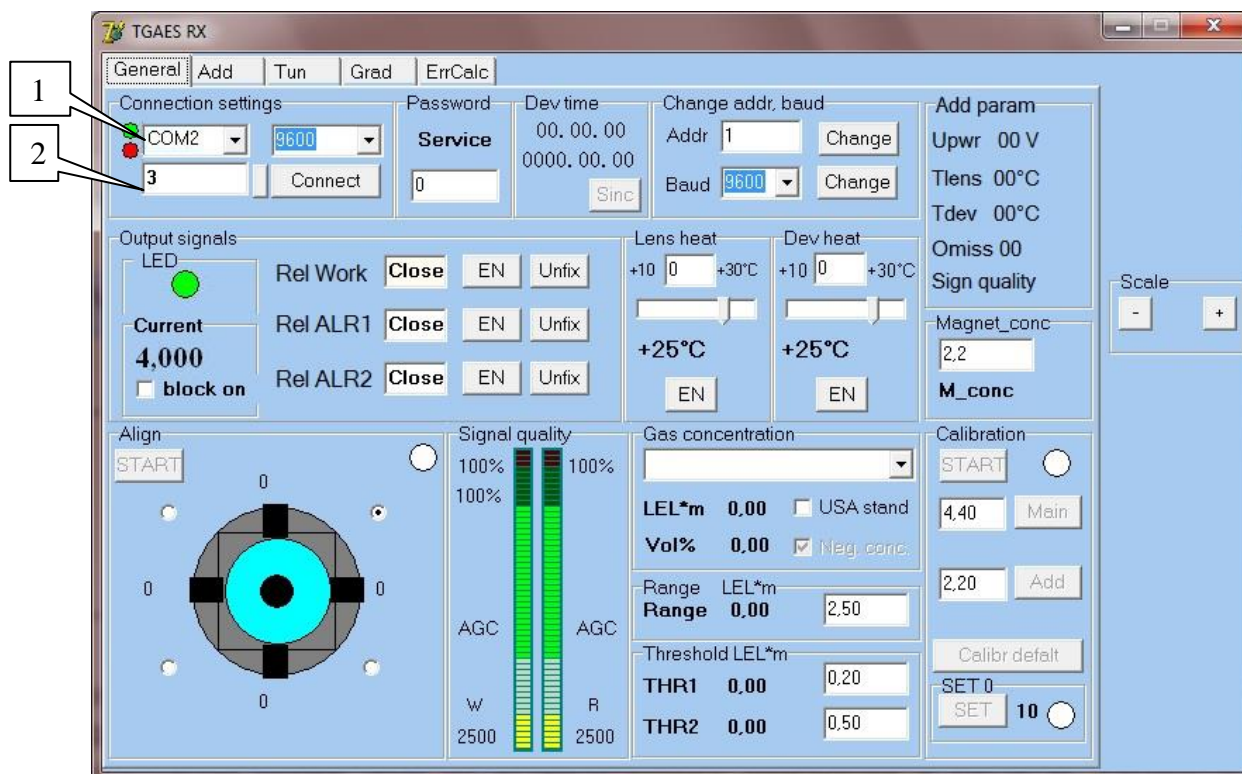 TGAES RX
General Add Tun Grad ErrCalc
1
2
Connection settings
COM2 9600
3 Connect
Password
Service
0
Dev time
00. 00. 00
0000. 00. 00
Sinc
Change addr, baud
Addr 1 Change
Baud 9600 Change
Add param
Upwr 00 V
Tlens 00°C
Tdev 00°C
Omiss 00
Sign quality
Output signals
LED
Current
4,000
block on
Rel Work Close EN Unfix
Rel ALR1 Close EN Unfix
Rel ALR2 Close EN Unfix
Lens heat
+10 0 +30°C
+25°C
EN
Dev heat
+10 0 +30°C
+25°C
EN
Magnet_conc
2,2
M_conc
Scale
- +
Align
START
0
0 0
0
Signal quality
100% 100%
100%
AGC AGC
W R
2500 2500
Gas concentration
LEL*m 0,00 USA stand
Vol% 0,00 Neg. conc.
Range LEL*m
Range 0,00 2,50
Threshold LEL*m
THR1 0,00 0,20
THR2 0,00 0,50
Calibration
START
4,40 Main
2,20 Add
Calibr defalt
SET 0
SET 10